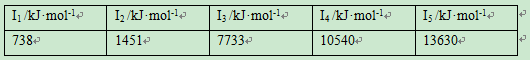 I₁ /kJ·mol⁻¹ I₂ /kJ·mol⁻¹ I₃ /kJ·mol⁻¹ I₄ /kJ·mol⁻¹ I₅ /kJ·mol⁻¹
738 1451 7733 10540 13630